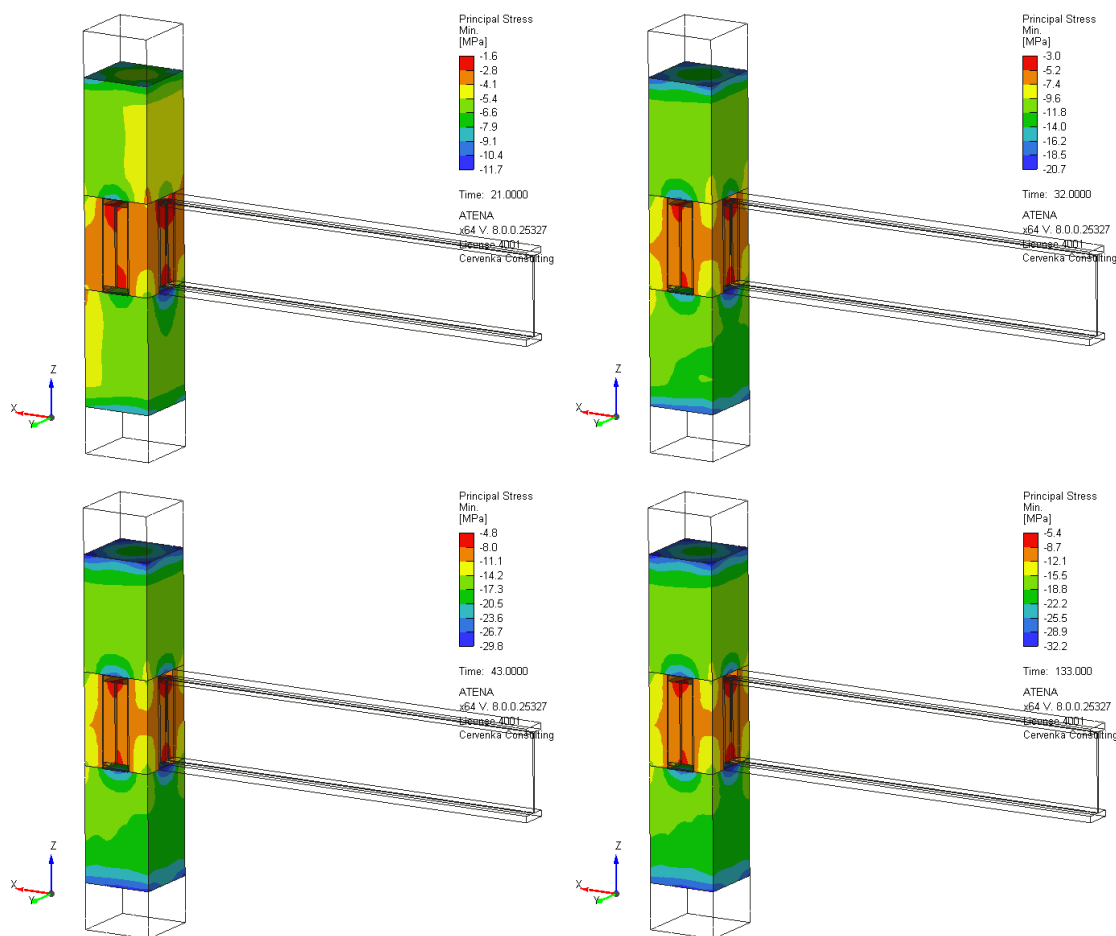 Principal Stress
Min.
[MPa]
-1.6
-2.8
-4.1
-5.4
-6.6
-7.9
-9.1
-10.4
-11.7
Time: 21.0000
ATENA
x64 V. 8.0.0.25327
License 4001
Cervenka Consulting
Z
X
Y
Principal Stress
Min.
[MPa]
-3.0
-5.2
-7.4
-9.6
-11.8
-14.0
-16.2
-18.5
-20.7
Time: 32.0000
ATENA
x64 V. 8.0.0.25327
License 4001
Cervenka Consulting
Z
X
Y
Principal Stress
Min.
[MPa]
-4.8
-8.0
-11.1
-14.2
-17.3
-20.5
-23.6
-26.7
-29.8
Time: 43.0000
ATENA
x64 V. 8.0.0.25327
License 4001
Cervenka Consulting
Z
X
Y
Principal Stress
Min.
[MPa]
-5.4
-8.7
-12.1
-15.5
-18.8
-22.2
-25.5
-28.9
-32.2
Time: 133.000
ATENA
x64 V. 8.0.0.25327
License 4001
Cervenka Consulting
Z
X
Y